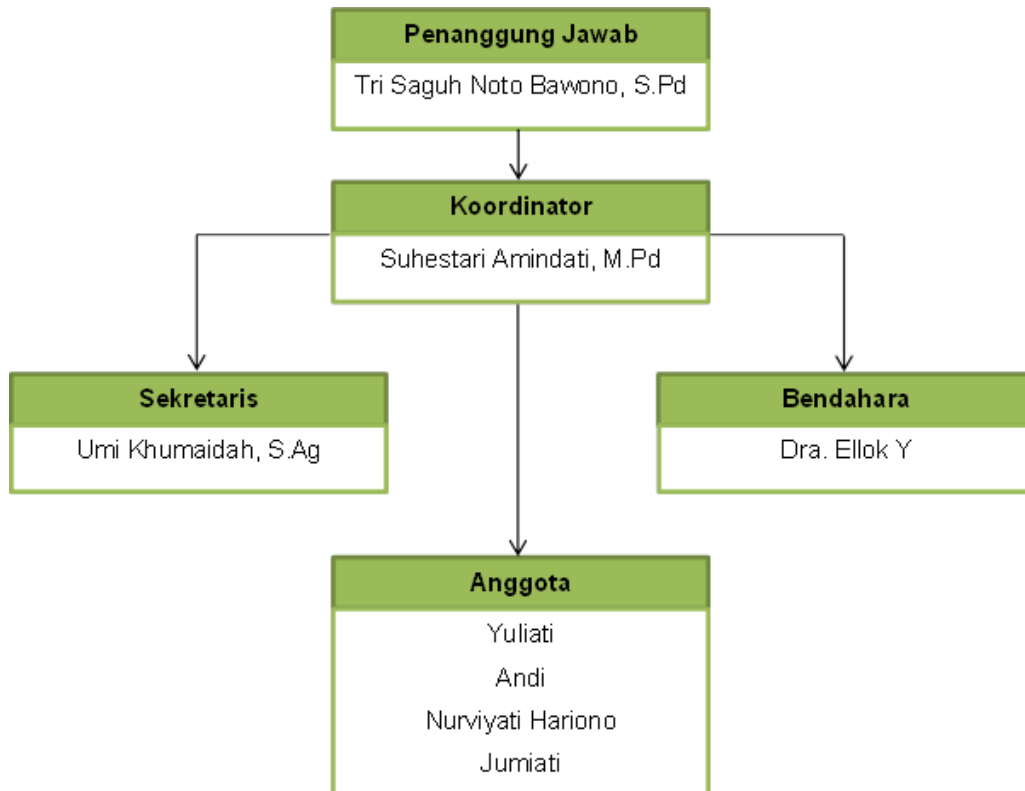 Penanggung Jawab
Tri Saguh Noto Bawono, S.Pd
Koordinator
Suhestari Amindati, M.Pd
Sekretaris
Umi Khumaidah, S.Ag
Bendahara
Dra. Ellok Y
Anggota
Yuliati
Andi
Nurviyati Hariono
Jumiati